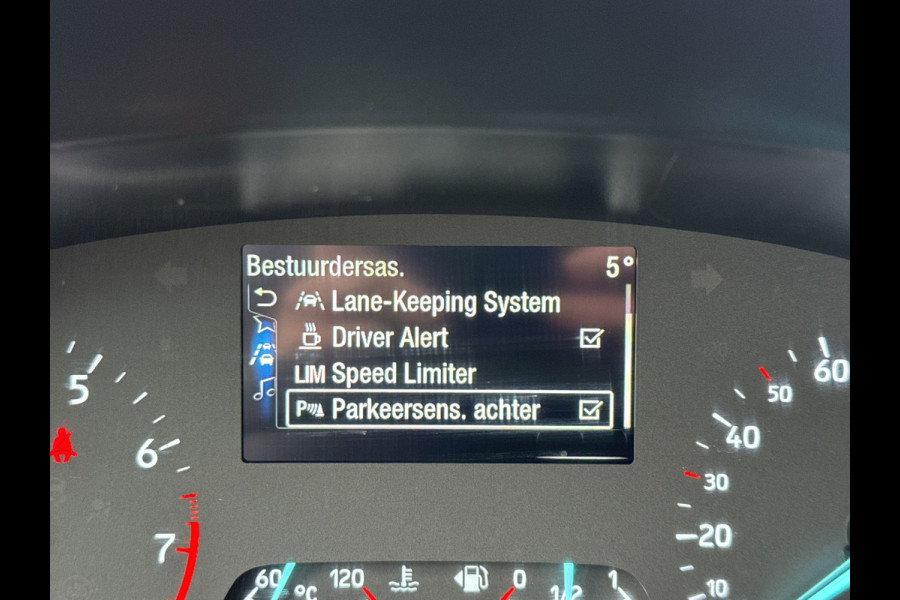 Bestuurdersas. 5°
Lane-Keeping System
Driver Alert
LIM Speed Limiter
P Parkeersens. achter
5
6
7
60
50
40
30
20
10
60 °C 120
0 1/2 1